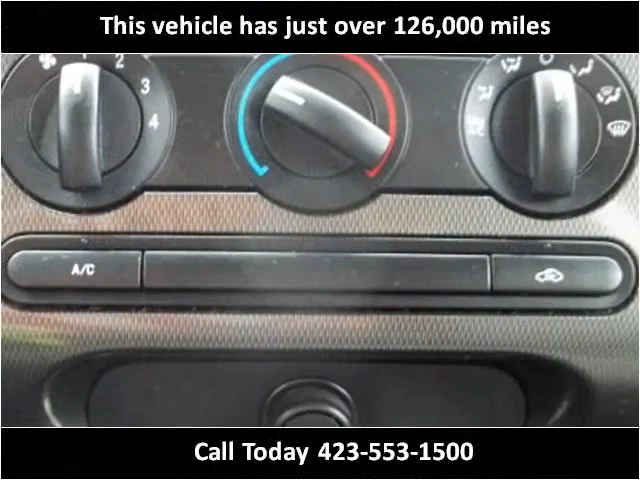 This vehicle has just over 126,000 miles
1 2
3
4
A/C
Call Today 423-553-1500